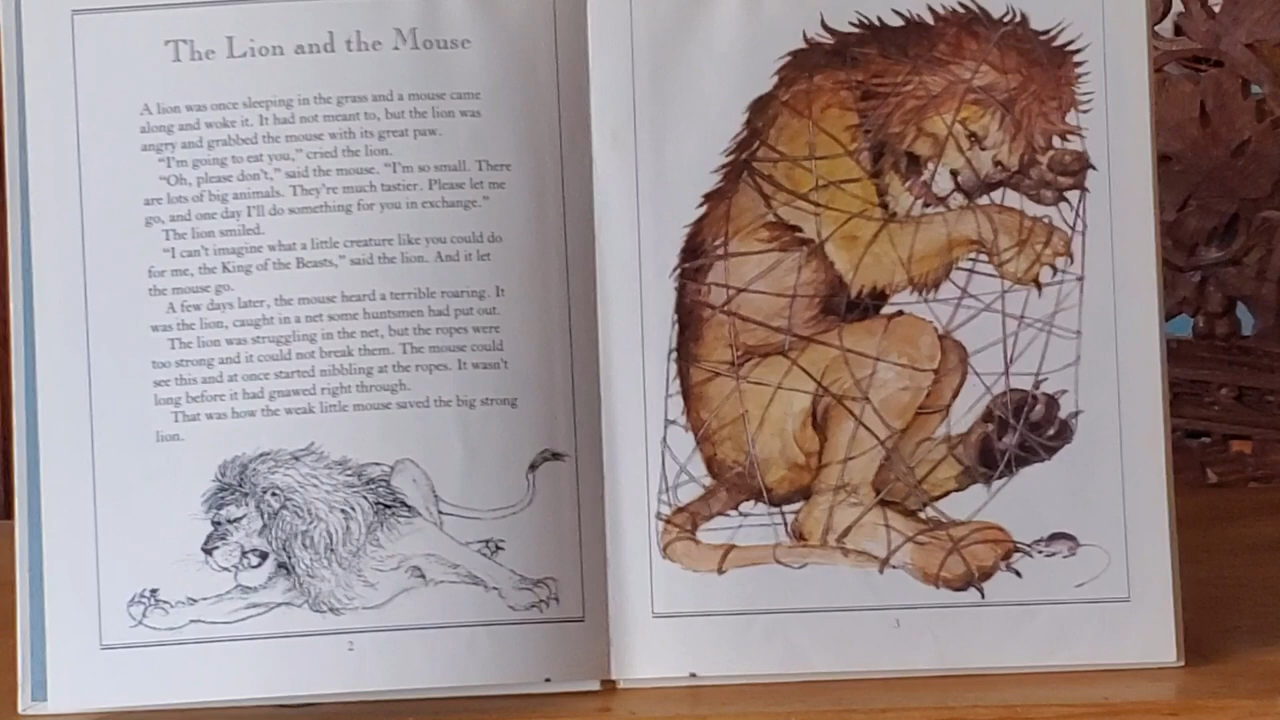 The Lion and the Mouse
A lion was once sleeping in the grass and a mouse came
along and woke it. It had not meant to, but the lion was
angry and grabbed the mouse with its great paw.
“I’m going to eat you,” cried the lion.
“Oh, please don’t,” said the mouse. “I’m so small. There
are lots of big animals. They’re much tastier. Please let me
go, and one day I’ll do something for you in exchange.”
The lion smiled.
“I can’t imagine what a little creature like you could do
for me, the King of the Beasts,” said the lion. And it let
the mouse go.
A few days later, the mouse heard a terrible roaring. It
was the lion, caught in a net some huntsmen had put out.
The lion was struggling in the net, but the ropes were
too strong and it could not break them. The mouse could
see this and at once started nibbling at the ropes. It wasn’t
long before it had gnawed right through.
That was how the weak little mouse saved the big strong
lion.
2
3